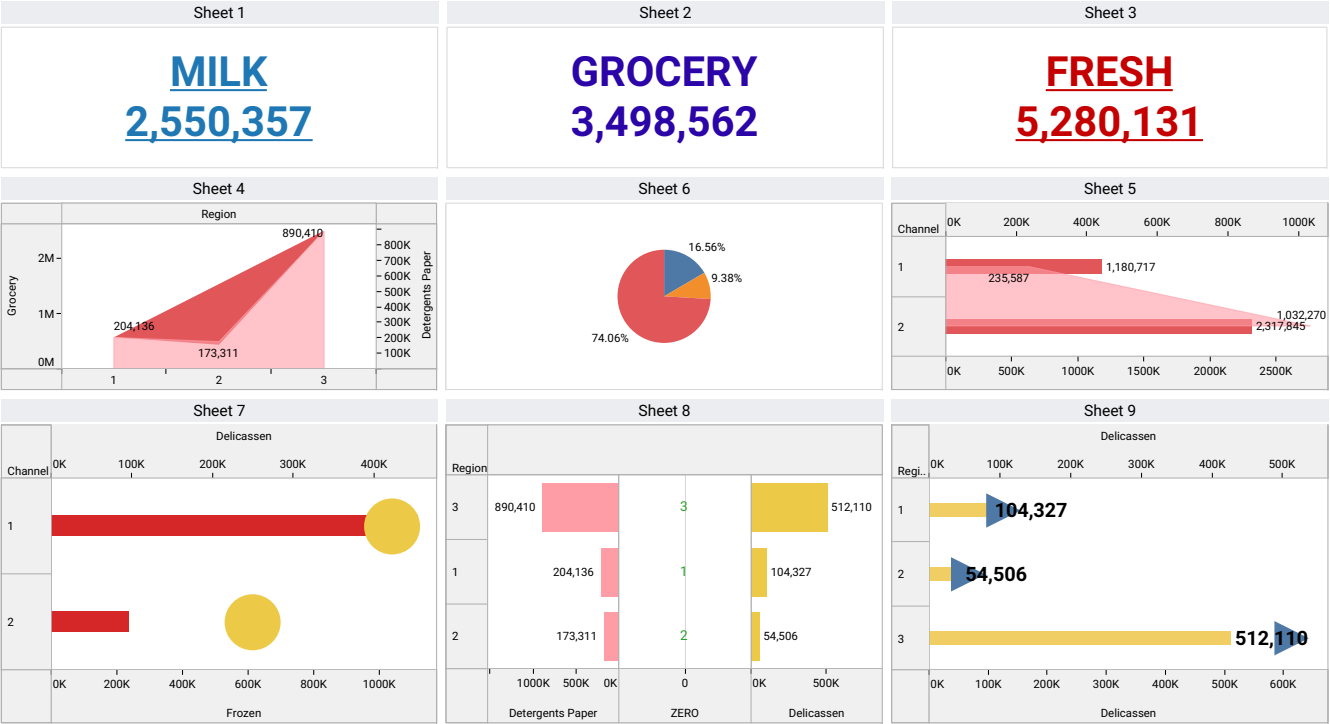 Sheet 1
MILK
2,550,357
Sheet 2
GROCERY
3,498,562
Sheet 3
FRESH
5,280,131
Sheet 4
Region
Grocery
2M
1M
0M
890,410
204,136
173,311
800K
700K
600K
500K
400K
300K
200K
100K
Detergents Paper
1 2 3
Sheet 6
16.56%
9.38%
74.06%
Sheet 5
Channel
0K 200K 400K 600K 800K 1000K
1
1,180,717
235,587
2
1,032,270
2,317,845
0K 500K 1000K 1500K 2000K 2500K
Sheet 7
Delicassen
Channel
0K 100K 200K 300K 400K
1
2
0K 200K 400K 600K 800K 1000K
Frozen
Sheet 8
Region
3 890,410 3 512,110
1 204,136 1 104,327
2 173,311 2 54,506
1000K 500K 0K 0 0K 500K
Detergents Paper ZERO Delicassen
Sheet 9
Delicassen
Regi..
0K 100K 200K 300K 400K 500K
1 104,327
2 54,506
3 512,110
0K 100K 200K 300K 400K 500K 600K
Delicassen